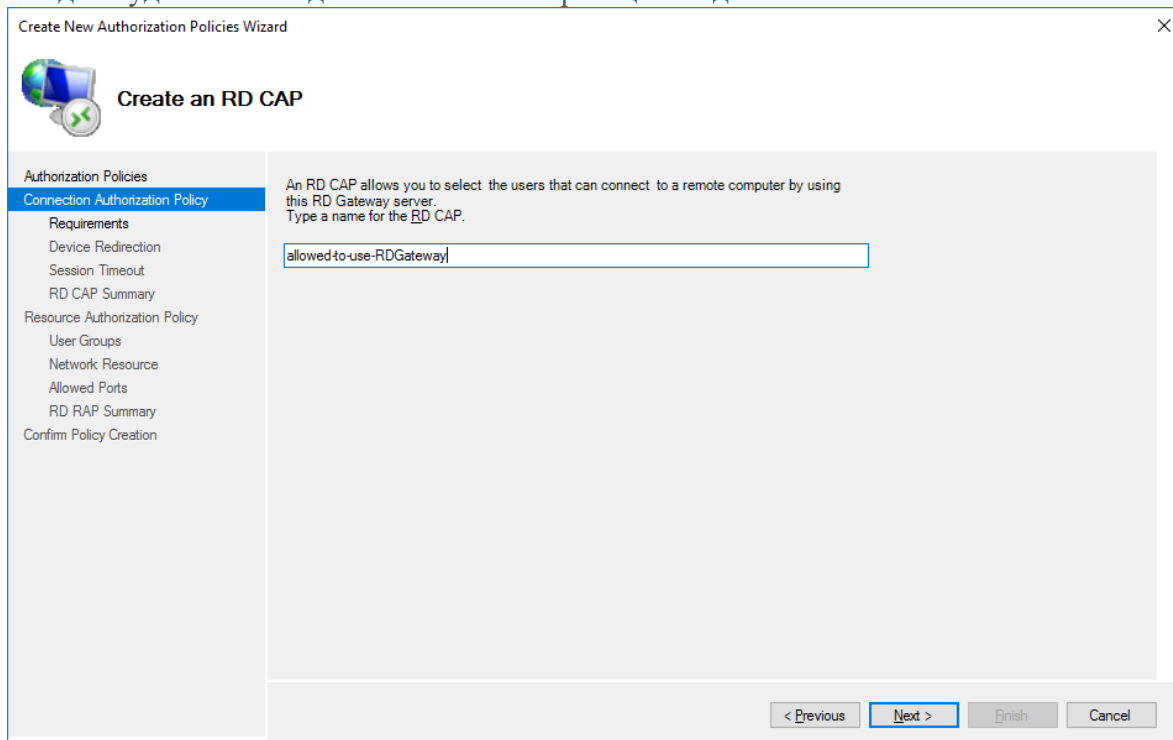 Create New Authorization Policies Wizard
Create an RD CAP
Authorization Policies
Connection Authorization Policy
Requirements
Device Redirection
Session Timeout
RD CAP Summary
Resource Authorization Policy
User Groups
Network Resource
Allowed Ports
RD RAP Summary
Confirm Policy Creation
An RD CAP allows you to select the users that can connect to a remote computer by using
this RD Gateway server.
Type a name for the RD CAP.
allowed-to-use-RDGateway
< Previous
Next >
Finish
Cancel